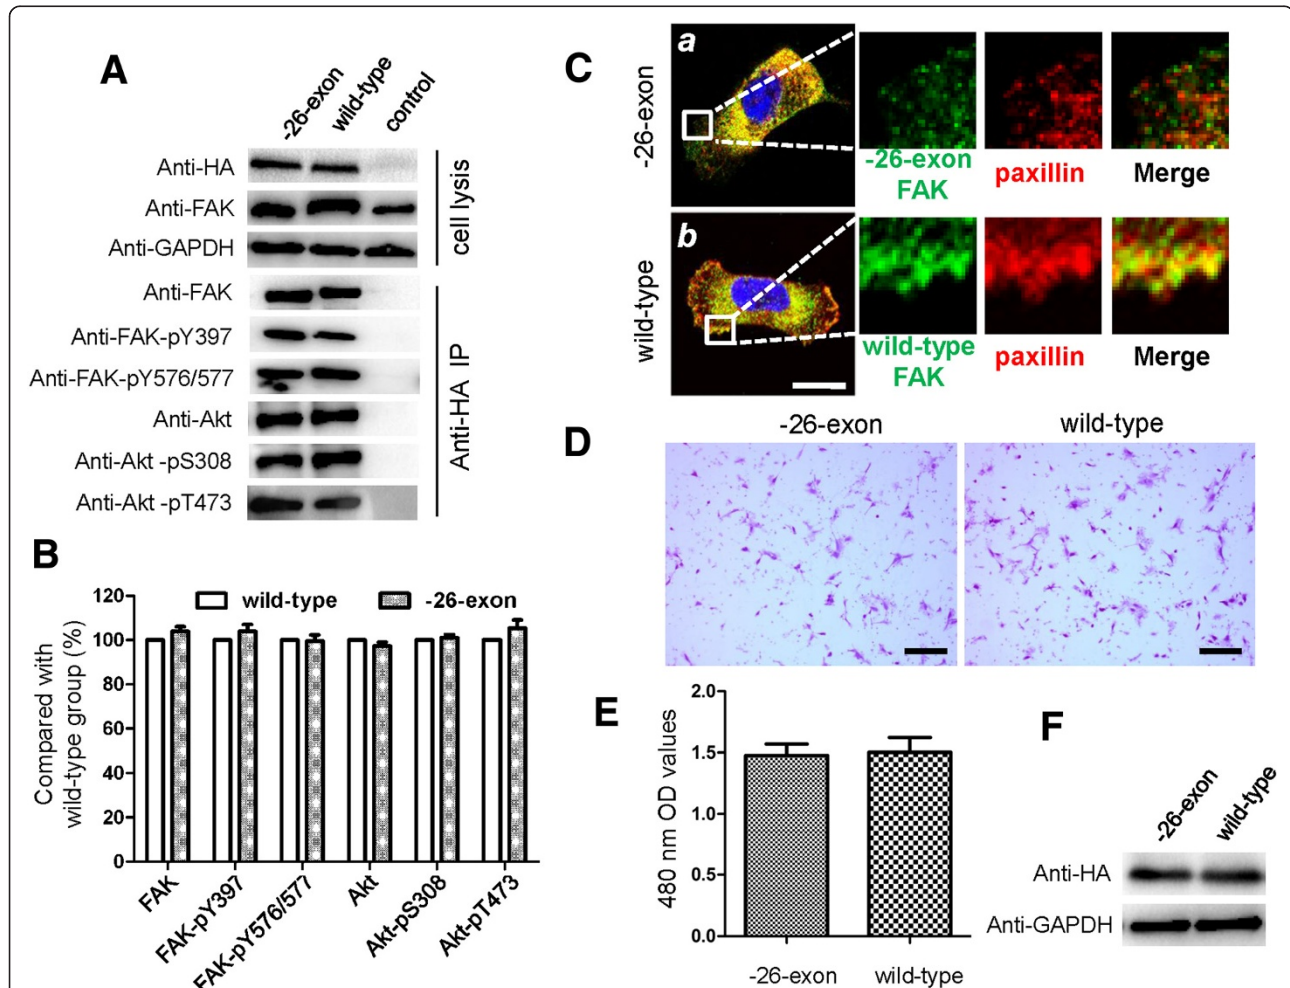 A
-26-exon
wild-type
control
Anti-HA
Anti-FAK
Anti-GAPDH
cell lysis
Anti-FAK
Anti-FAK-pY397
Anti-FAK-pY576/577
Anti-Akt
Anti-Akt -pS308
Anti-Akt -pT473
Anti-HA IP
B
Compared with
wild-type group (%)
120
100
80
60
40
20
0
wild-type
-26-exon
FAK
FAK-pY397
FAK-pY576/577
Akt
Akt-pS308
Akt-pT473
C
-26-exon
a
-26-exon
FAK
paxillin
Merge
wild-type
b
wild-type
FAK
paxillin
Merge
D
-26-exon
wild-type
E
480 nm OD values
2.0
1.5
1.0
0.5
0.0
-26-exon
wild-type
F
-26-exon
wild-type
Anti-HA
Anti-GAPDH